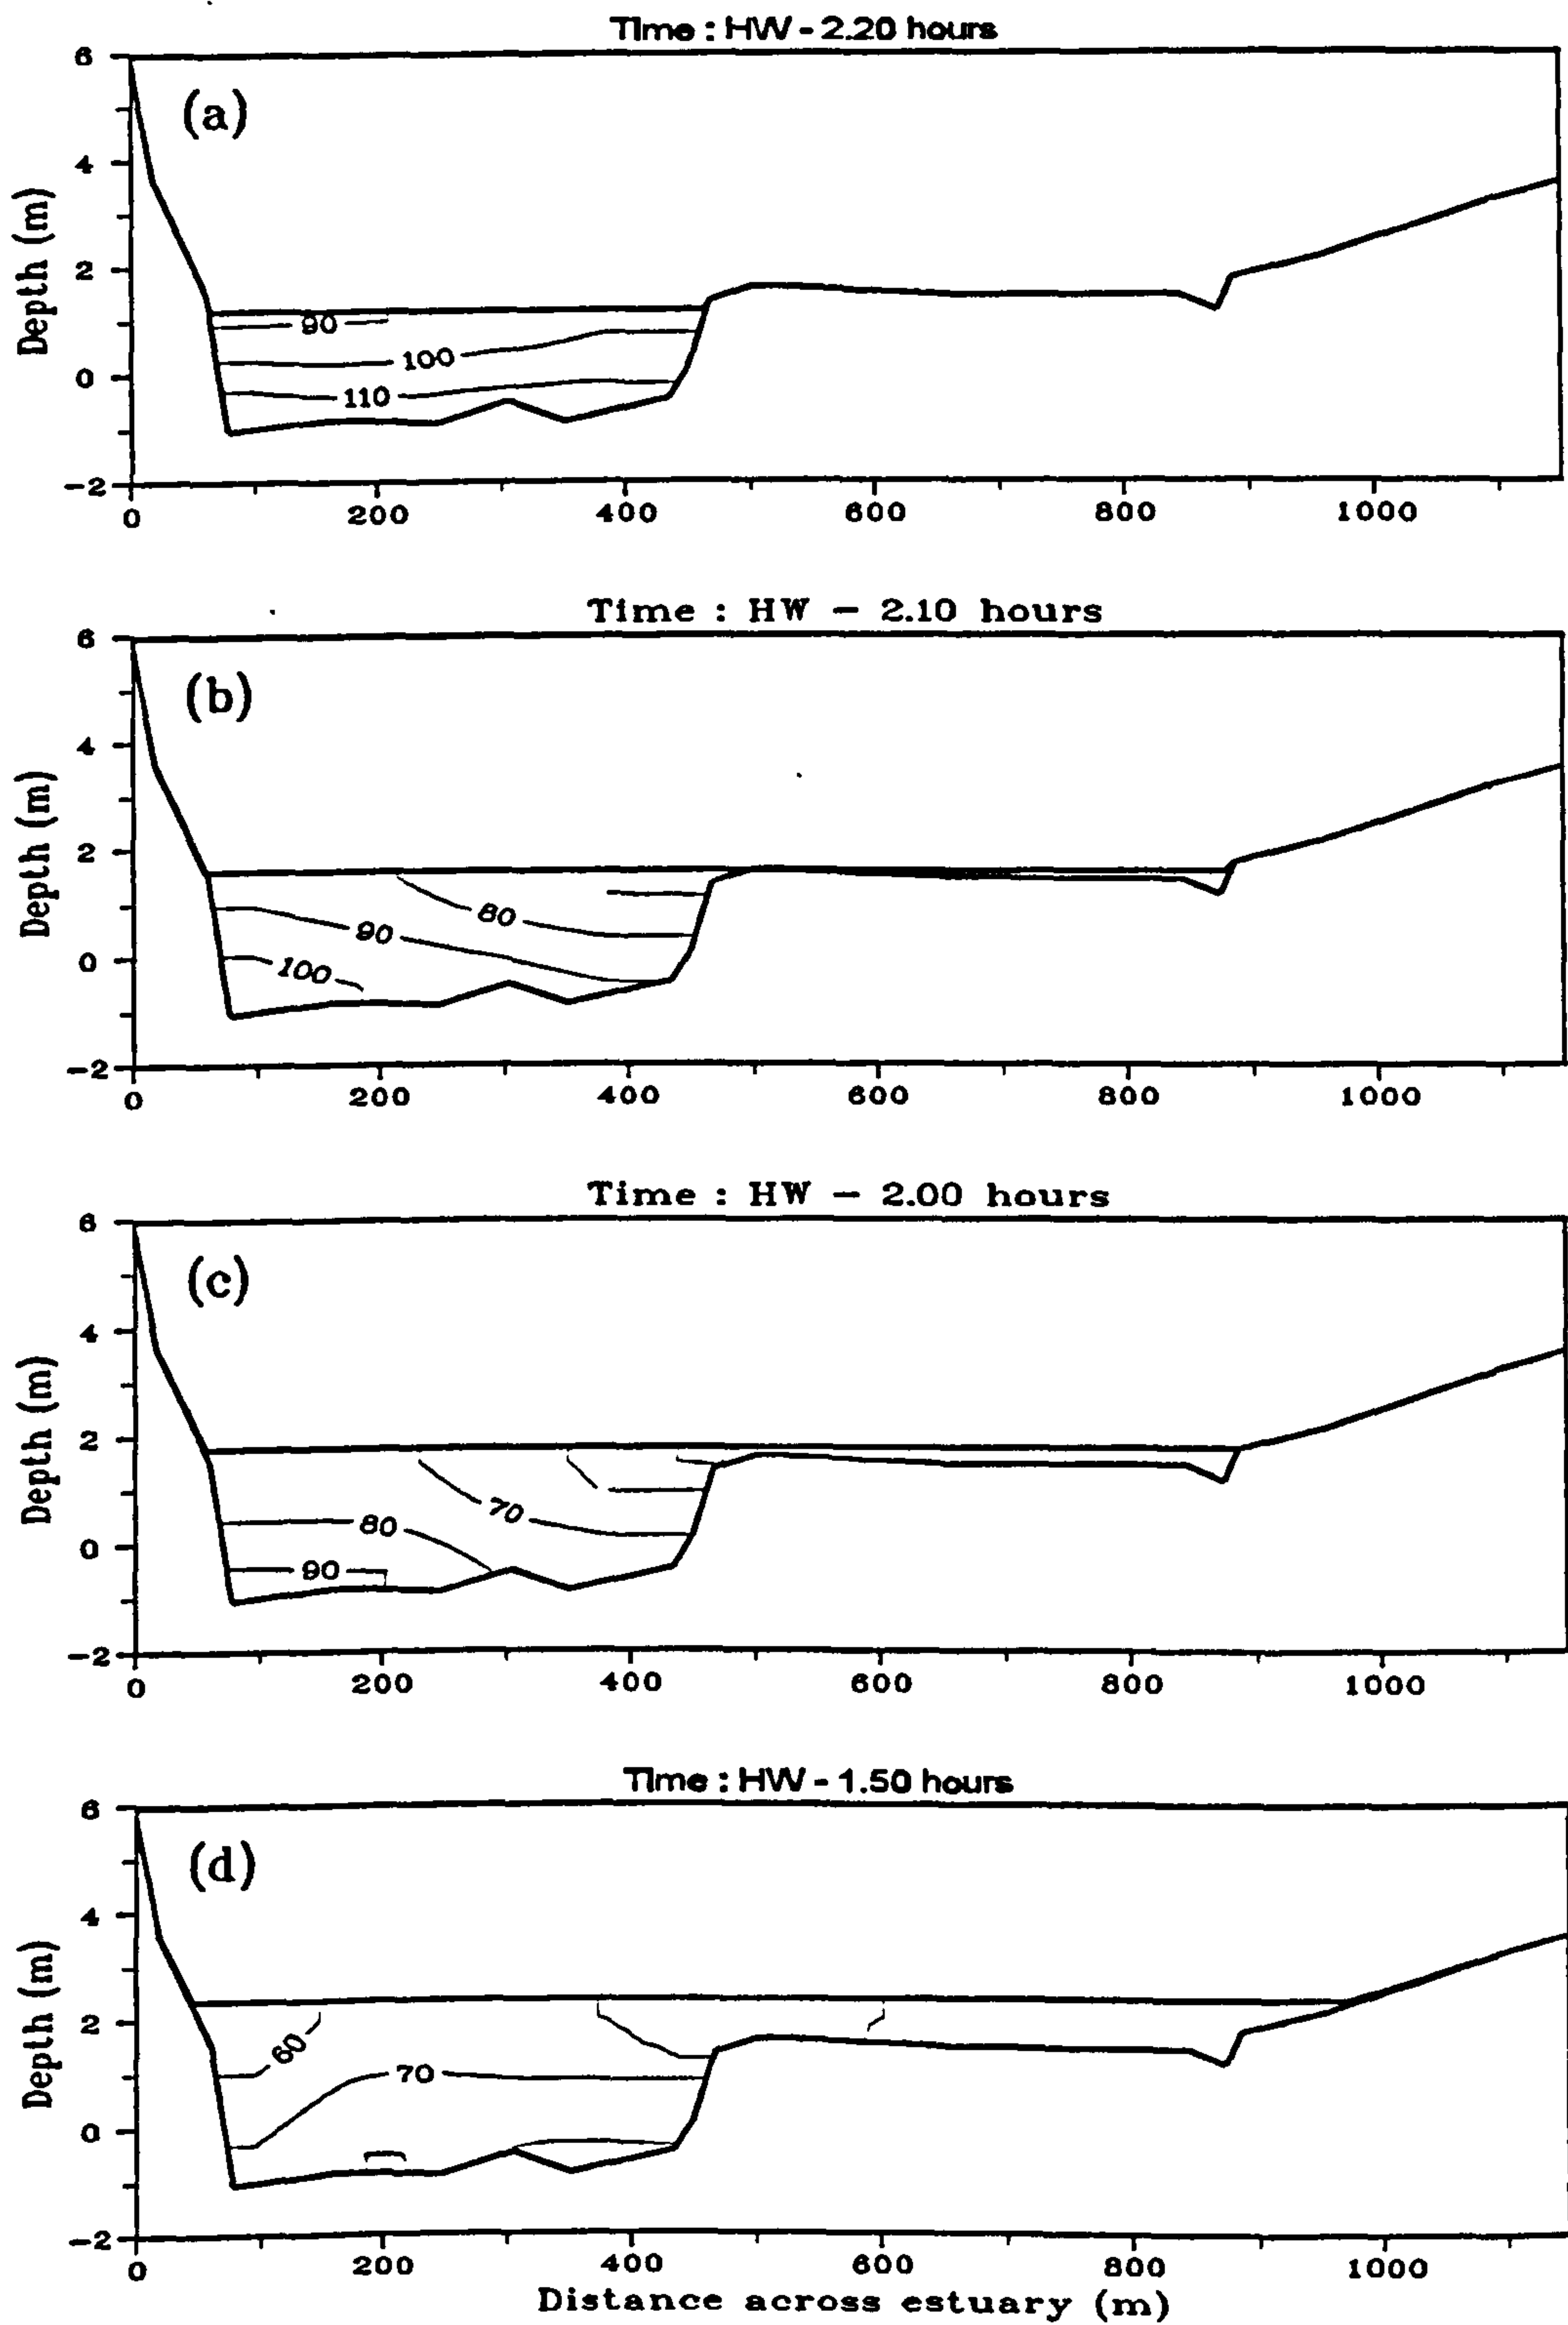 Time : HW - 2.20 hours
6
(a)
4
Depth (m)
2
90
100
0
110
-2
0 200 400 600 800 1000
Time : HW - 2.10 hours
6
(b)
4
Depth (m)
2
80
90
0
100
-2
0 200 400 600 800 1000
Time : HW - 2.00 hours
6
(c)
4
Depth (m)
2
70
80
0
90
-2
0 200 400 600 800 1000
Time : HW - 1.50 hours
6
(d)
4
Depth (m)
2
60
70
0
-2
0 200 400 600 800 1000
Distance across estuary (m)